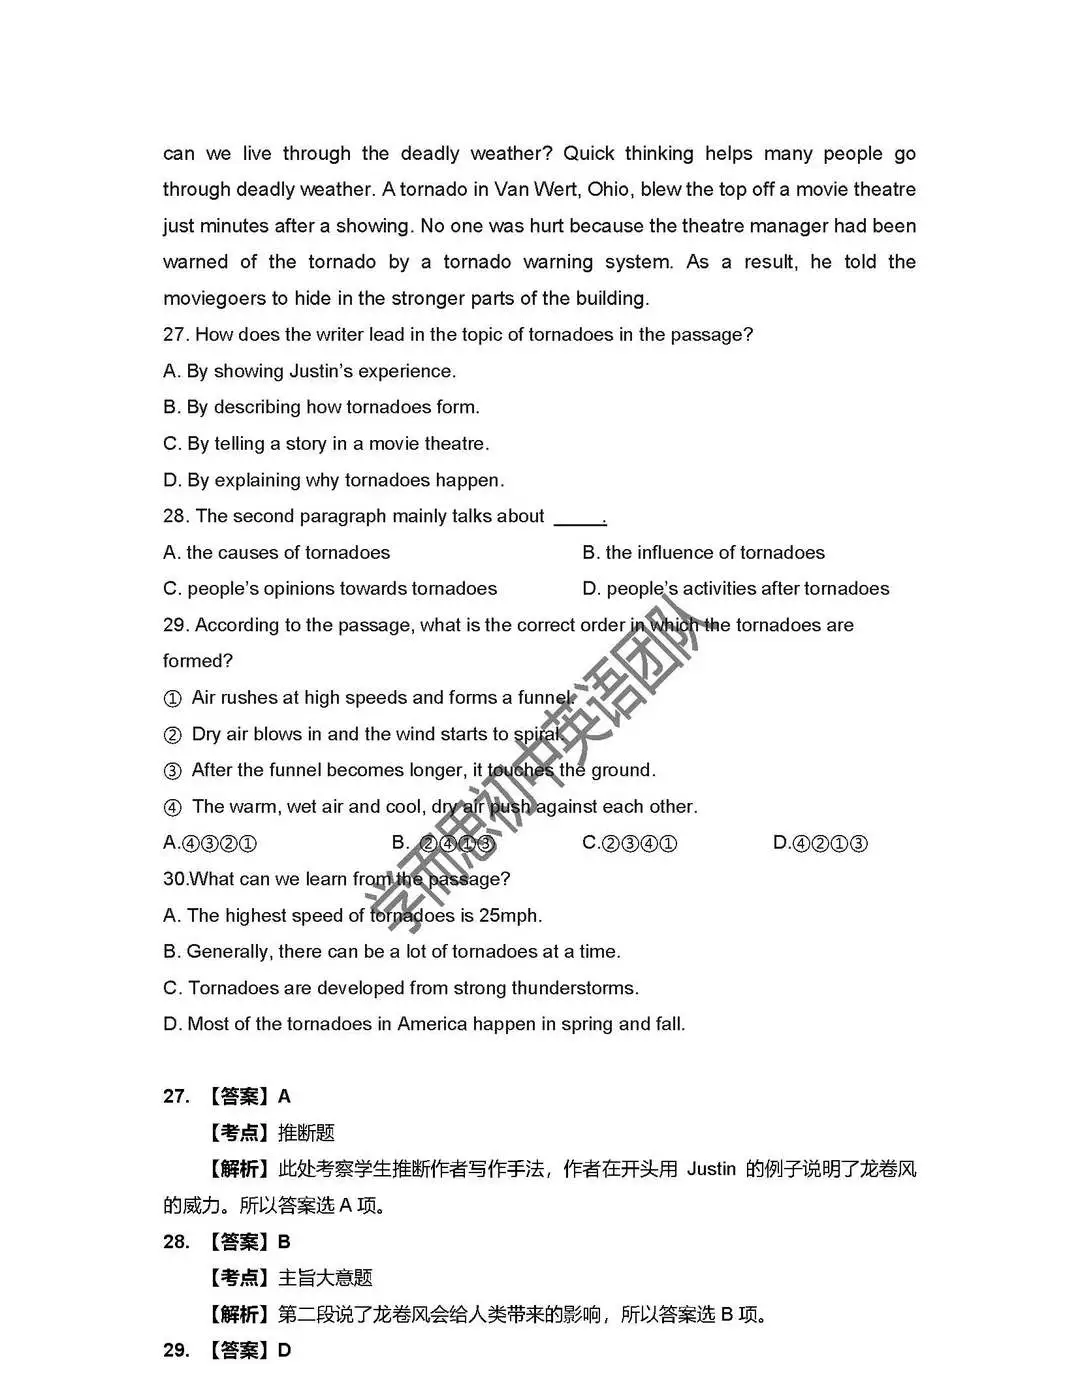 can we live through the deadly weather? Quick thinking helps many people go
through deadly weather. A tornado in Van Wert, Ohio, blew the top off a movie theatre
just minutes after a showing. No one was hurt because the theatre manager had been
warned of the tornado by a tornado warning system. As a result, he told the
moviegoers to hide in the stronger parts of the building.
27. How does the writer lead in the topic of tornadoes in the passage?
A. By showing Justin’s experience.
B. By describing how tornadoes form.
C. By telling a story in a movie theatre.
D. By explaining why tornadoes happen.
28. The second paragraph mainly talks about _____.
A. the causes of tornadoes B. the influence of tornadoes
C. people’s opinions towards tornadoes D. people’s activities after tornadoes
29. According to the passage, what is the correct order in which the tornadoes are
formed?
① Air rushes at high speeds and forms a funnel.
② Dry air blows in and the wind starts to spiral.
③ After the funnel becomes longer, it touches the ground.
④ The warm, wet air and cool, dry air push against each other.
A.④③②① B. ②④①③ C.②③④① D.④②①③
30.What can we learn from the passage?
A. The highest speed of tornadoes is 25mph.
B. Generally, there can be a lot of tornadoes at a time.
C. Tornadoes are developed from strong thunderstorms.
D. Most of the tornadoes in America happen in spring and fall.
学而思初中英语团队
27. 【答案】A
【考点】推断题
【解析】此处考察学生推断作者写作手法，作者在开头用 Justin 的例子说明了龙卷风
的威力。所以答案选 A 项。
28. 【答案】B
【考点】主旨大意题
【解析】第二段说了龙卷风会给人类带来的影响，所以答案选 B 项。
29. 【答案】D